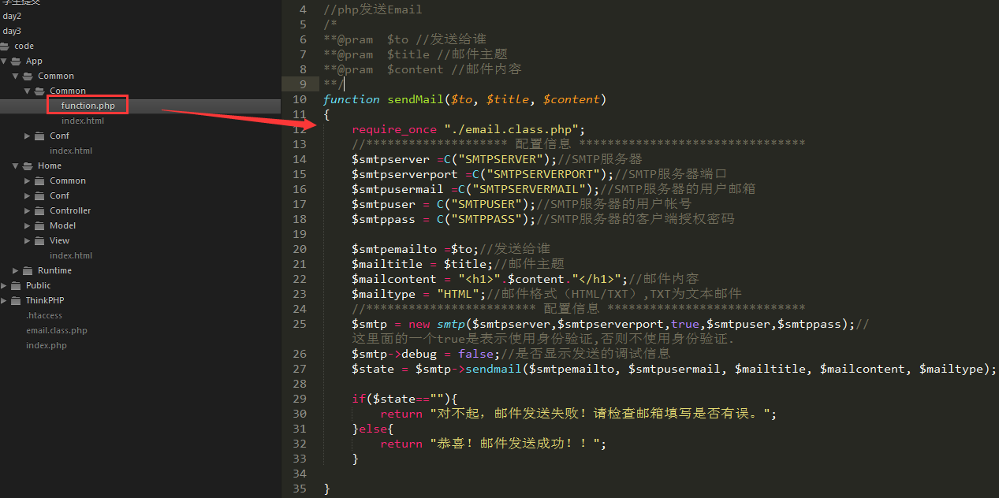 学生提交
day2
day3
code
App
Common
Common
function.php
index.html
Conf
index.html
Home
Common
Conf
Controller
Model
View
index.html
Runtime
Public
ThinkPHP
.htaccess
email.class.php
index.php
4 //php发送Email
5 /*
6 **@pram  $to //发送给谁
7 **@pram  $title //邮件主题
8 **@pram  $content //邮件内容
9 **/
10 function sendMail($to, $title, $content)
11 {
12     require_once "./email.class.php";
13     //******************** 配置信息 ********************************
14     $smtpserver =C("SMTPSERVER");//SMTP服务器
15     $smtpserverport =C("SMTPSERVERPORT");//SMTP服务器端口
16     $smtpusermail =C("SMTPSERVERMAIL");//SMTP服务器的用户邮箱
17     $smtpuser = C("SMTPUSER");//SMTP服务器的用户帐号
18     $smtppass = C("SMTPPASS");//SMTP服务器的客户端授权密码
19
20     $smtpemailto =$to;//发送给谁
21     $mailtitle = $title;//邮件主题
22     $mailcontent = "<h1>".$content."</h1>";//邮件内容
23     $mailtype = "HTML";//邮件格式（HTML/TXT）,TXT为文本邮件
24     //************************ 配置信息 ****************************
25     $smtp = new smtp($smtpserver,$smtpserverport,true,$smtpuser,$smtppass);//
这里面的一个true是表示使用身份验证,否则不使用身份验证.
26     $smtp->debug = false;//是否显示发送的调试信息
27     $state = $smtp->sendmail($smtpemailto, $smtpusermail, $mailtitle, $mailcontent, $mailtype);
28
29     if($state==""){
30         return "对不起，邮件发送失败！请检查邮箱填写是否有误。";
31     }else{
32         return "恭喜！邮件发送成功！！";
33     }
34
35 }